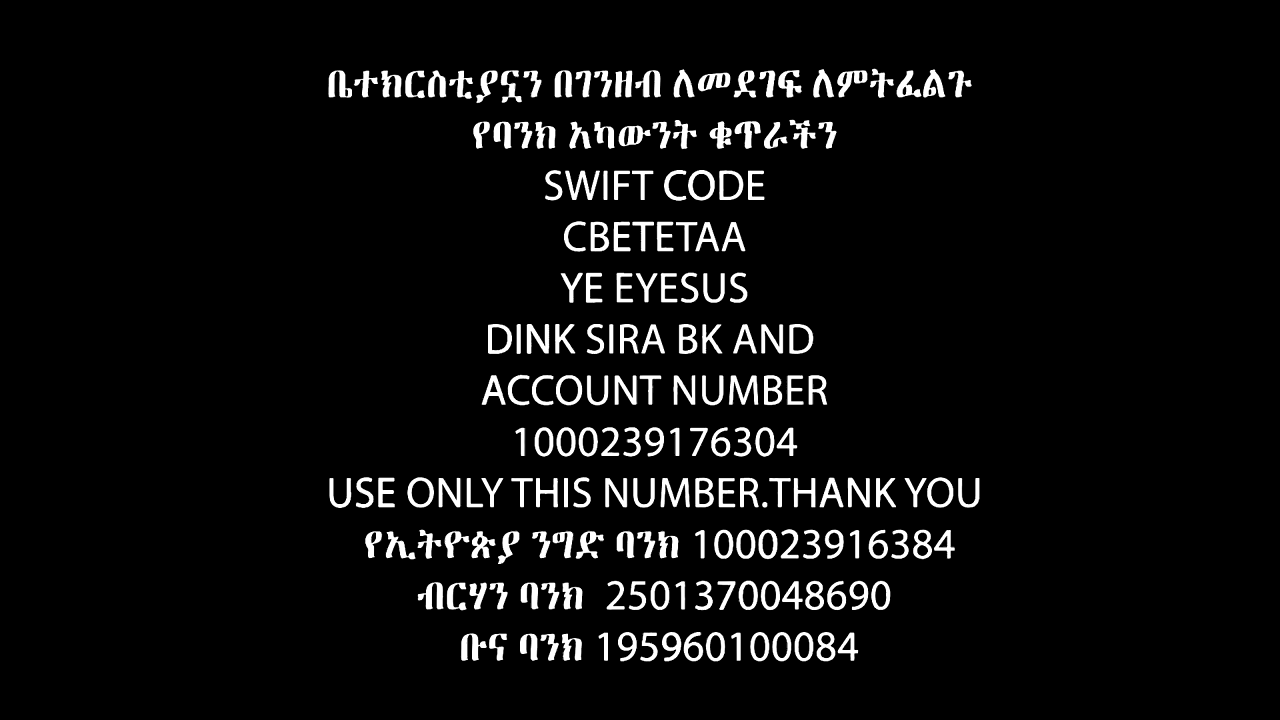 ቤተክርስቲያኗን በገንዘብ ለመደገፍ ለምትፈልጉ
የባንክ አካውንት ቁጥራችን
SWIFT CODE
CBETETAA
YE EYESUS
DINK SIRA BK AND
ACCOUNT NUMBER
1000239176304
USE ONLY THIS NUMBER.THANK YOU
የኢትዮጵያ ንግድ ባንክ 100023916384
ብርሃን ባንክ 2501370048690
ቡና ባንክ 195960100084